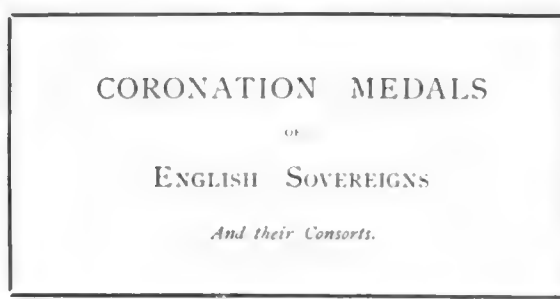 CORONATION MEDALS
OF
ENGLISH SOVEREIGNS
And their Consorts.